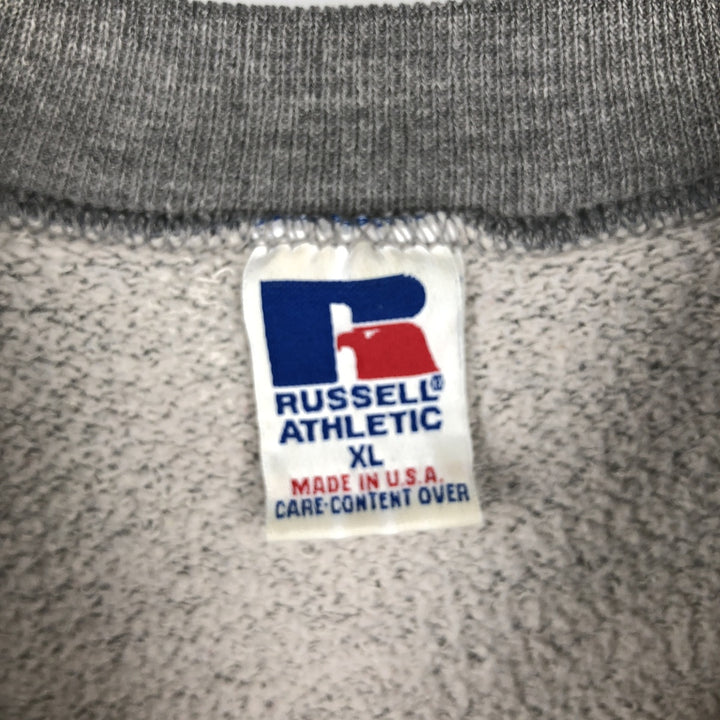 RUSSELL®
ATHLETIC
XL
MADE IN U.S.A.
CARE-CONTENT OVER